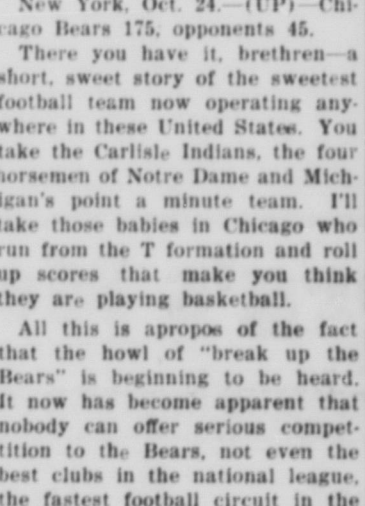 New York, Oct. 24.—(UP)—Chi-
cago Bears 175, opponents 45.
There you have it, brethren—a
short, sweet story of the sweetest
football team now operating any-
where in these United States. You
take the Carlisle Indians, the four
horsemen of Notre Dame and Mich-
igan's point a minute team. I'll
take those babies in Chicago who
run from the T formation and roll
up scores that make you think
they are playing basketball.
All this is apropos of the fact
that the howl of "break up the
Bears" is beginning to be heard.
It now has become apparent that
nobody can offer serious compet-
tition to the Bears, not even the
best clubs in the national league,
the fastest football circuit in the